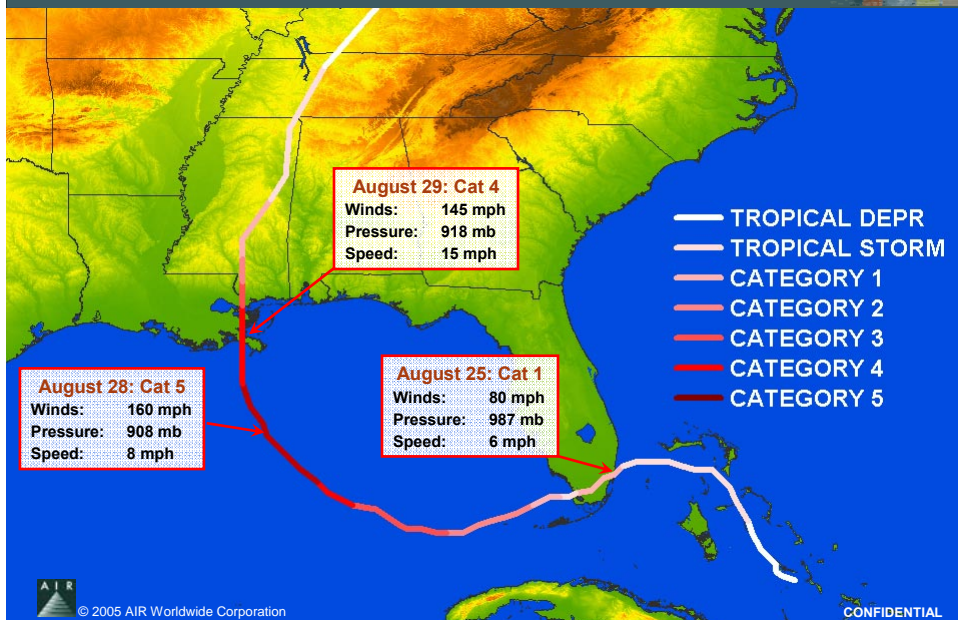 August 29: Cat 4
Winds: 145 mph
Pressure: 918 mb
Speed: 15 mph
TROPICAL DEPR
TROPICAL STORM
CATEGORY 1
CATEGORY 2
CATEGORY 3
CATEGORY 4
CATEGORY 5
August 28: Cat 5
Winds: 160 mph
Pressure: 908 mb
Speed: 8 mph
August 25: Cat 1
Winds: 80 mph
Pressure: 987 mb
Speed: 6 mph
AIR
© 2005 AIR Worldwide Corporation
CONFIDENTIAL